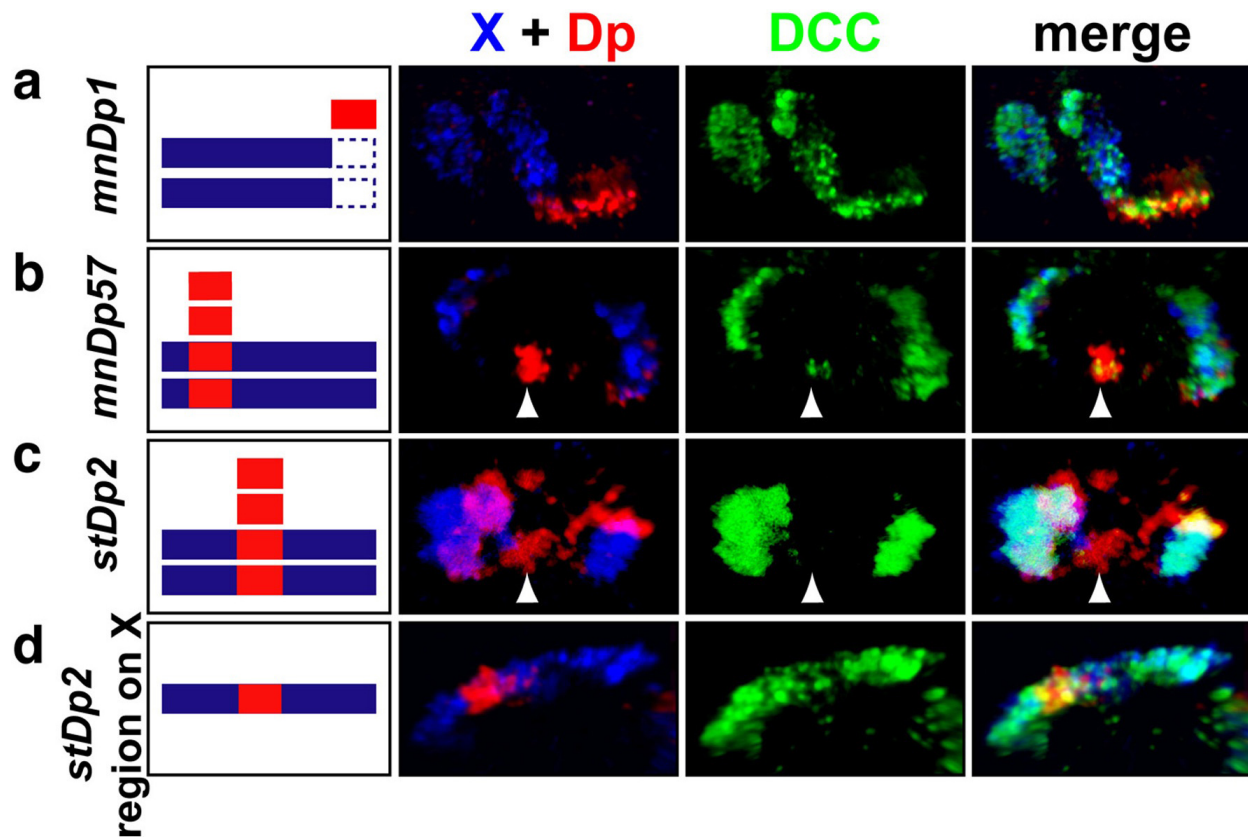 X + Dp DCC merge
a mnDp1
b mnDp57
c stDp2
d stDp2
region on X